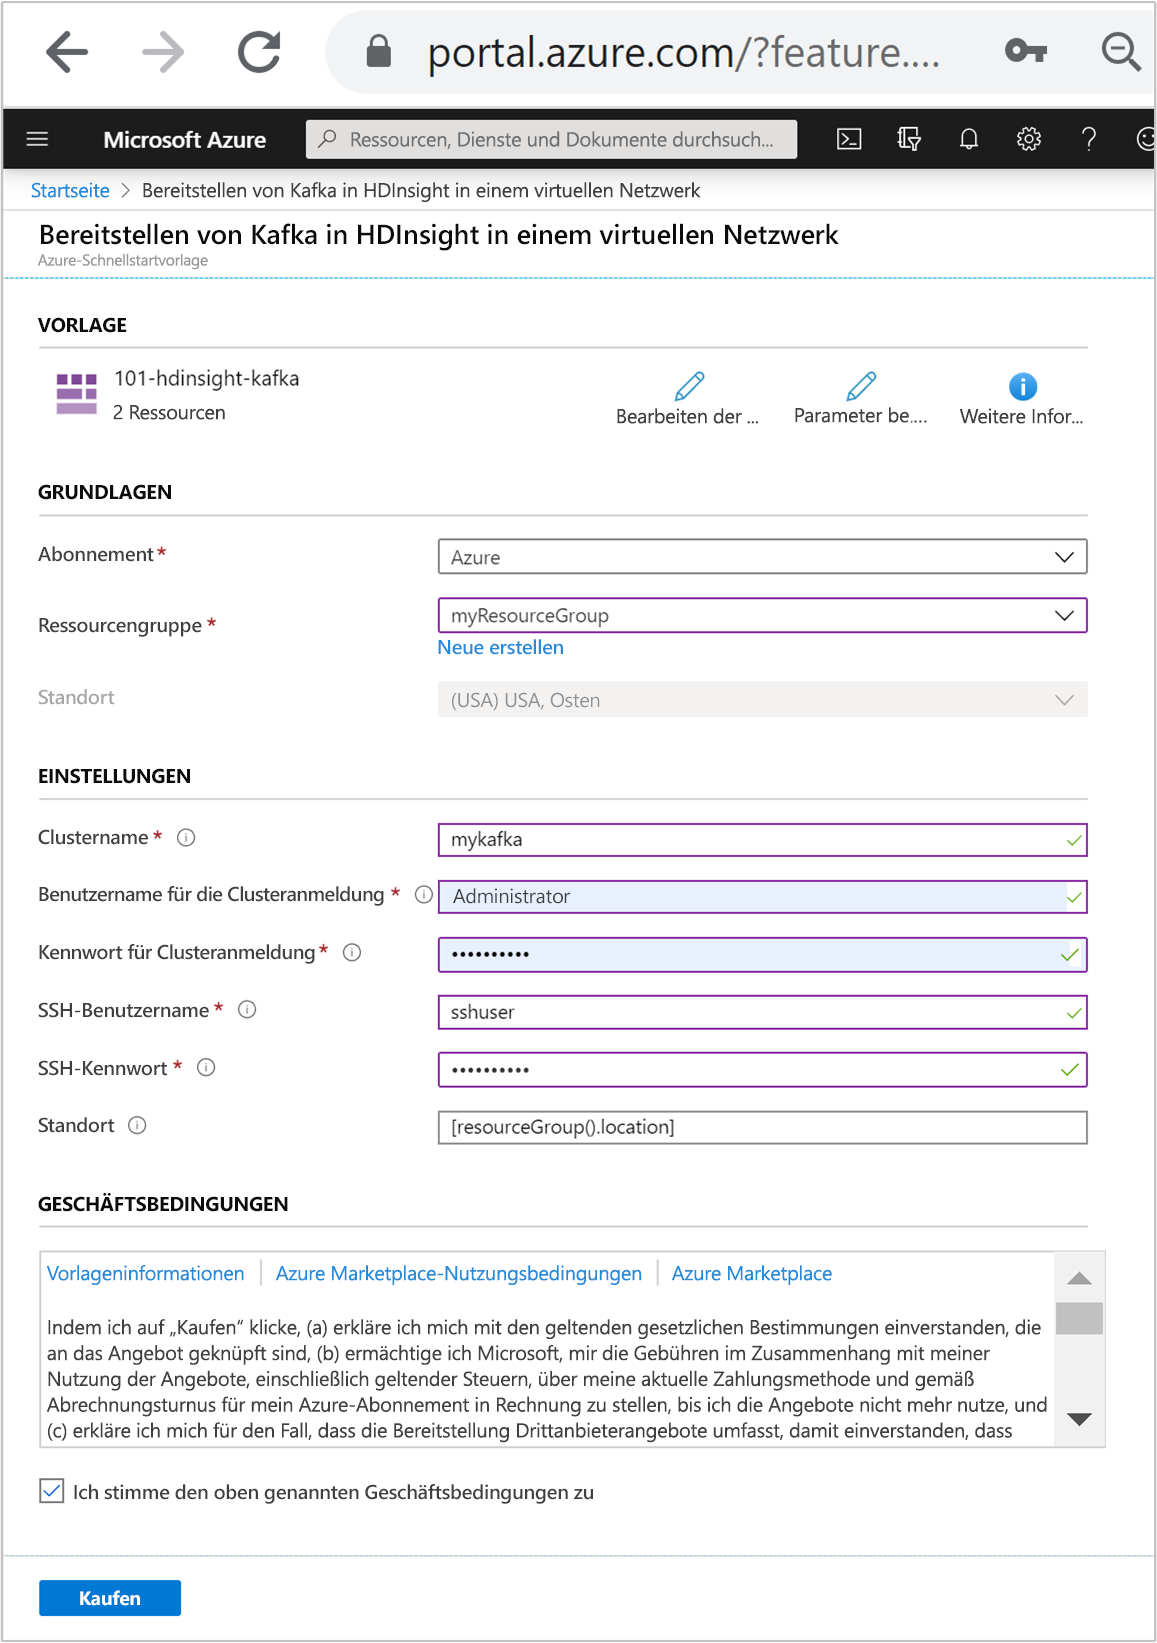 portal.azure.com/?feature....
Microsoft Azure
Ressourcen, Dienste und Dokumente durchsuch...
Startseite > Bereitstellen von Kafka in HDInsight in einem virtuellen Netzwerk
Bereitstellen von Kafka in HDInsight in einem virtuellen Netzwerk
Azure-Schnellstartvorlage
VORLAGE
101-hdinsight-kafka
2 Ressourcen
Bearbeiten der ...
Parameter be....
Weitere Infor...
GRUNDLAGEN
Abonnement *
Azure
Ressourcengruppe *
myResourceGroup
Neue erstellen
Standort
(USA) USA, Osten
EINSTELLUNGEN
Clustername *
mykafka
Benutzername für die Clusteranmeldung *
Administrator
Kennwort für Clusteranmeldung *
••••••••••
SSH-Benutzername *
sshuser
SSH-Kennwort *
••••••••••
Standort
[resourceGroup().location]
GESCHÄFTSBEDINGUNGEN
Vorlageninformationen | Azure Marketplace-Nutzungsbedingungen | Azure Marketplace
Indem ich auf „Kaufen“ klicke, (a) erkläre ich mich mit den geltenden gesetzlichen Bestimmungen einverstanden, die
an das Angebot geknüpft sind, (b) ermächtige ich Microsoft, mir die Gebühren im Zusammenhang mit meiner
Nutzung der Angebote, einschließlich geltender Steuern, über meine aktuelle Zahlungsmethode und gemäß
Abrechnungsturnus für mein Azure-Abonnement in Rechnung zu stellen, bis ich die Angebote nicht mehr nutze, und
(c) erkläre ich mich für den Fall, dass die Bereitstellung Drittanbieterangebote umfasst, damit einverstanden, dass
Ich stimme den oben genannten Geschäftsbedingungen zu
Kaufen